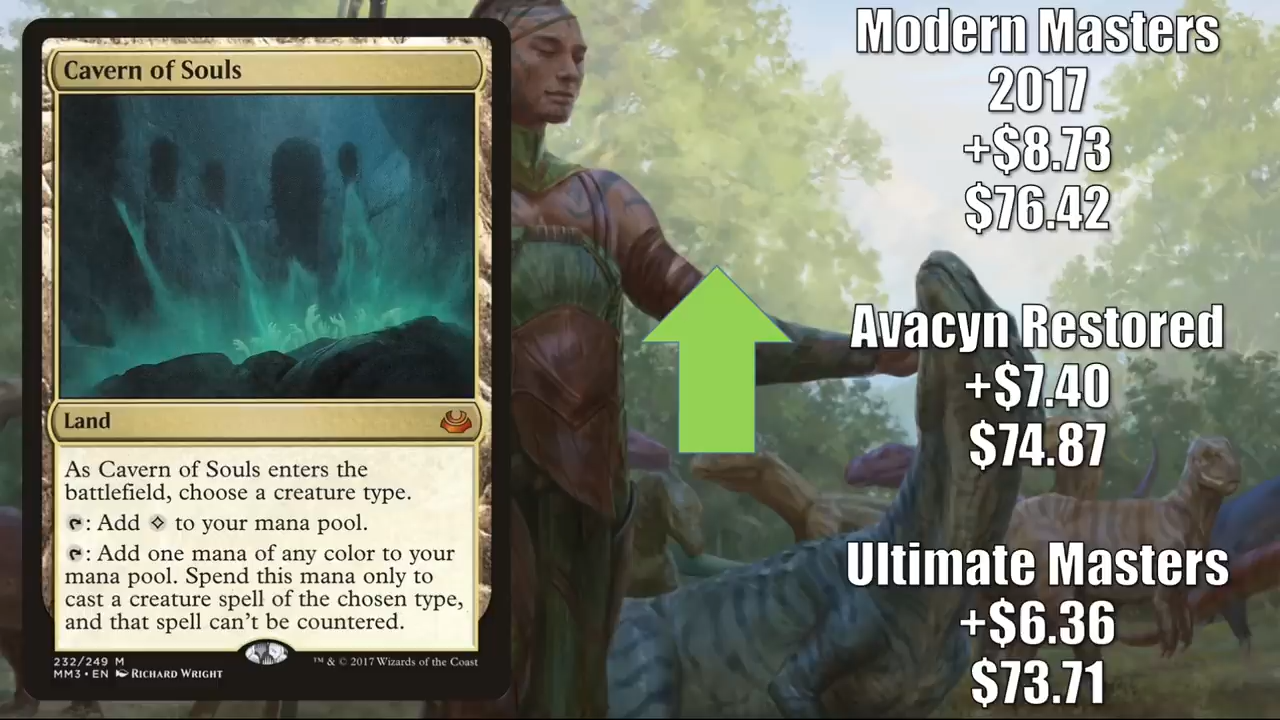 Cavern of Souls
Land
As Cavern of Souls enters the
battlefield, choose a creature type.
: Add to your mana pool.
: Add one mana of any color to your
mana pool. Spend this mana only to
cast a creature spell of the chosen type,
and that spell can't be countered.
232/249 M
MM3 • EN RICHARD WRIGHT
™ & © 2017 Wizards of the Coast
Modern Masters
2017
+$8.73
$76.42
Avacyn Restored
+$7.40
$74.87
Ultimate Masters
+$6.36
$73.71